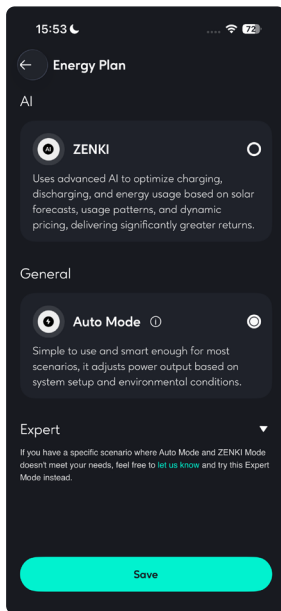 15:53
72
Energy Plan
AI
AI
ZENKI
Uses advanced AI to optimize charging,
discharging, and energy usage based on solar
forecasts, usage patterns, and dynamic
pricing, delivering significantly greater returns.
General
Auto Mode
Simple to use and smart enough for most
scenarios, it adjusts power output based on
system setup and environmental conditions.
Expert
If you have a specific scenario where Auto Mode and ZENKI Mode
doesn't meet your needs, feel free to let us know and try this Expert
Mode instead.
Save